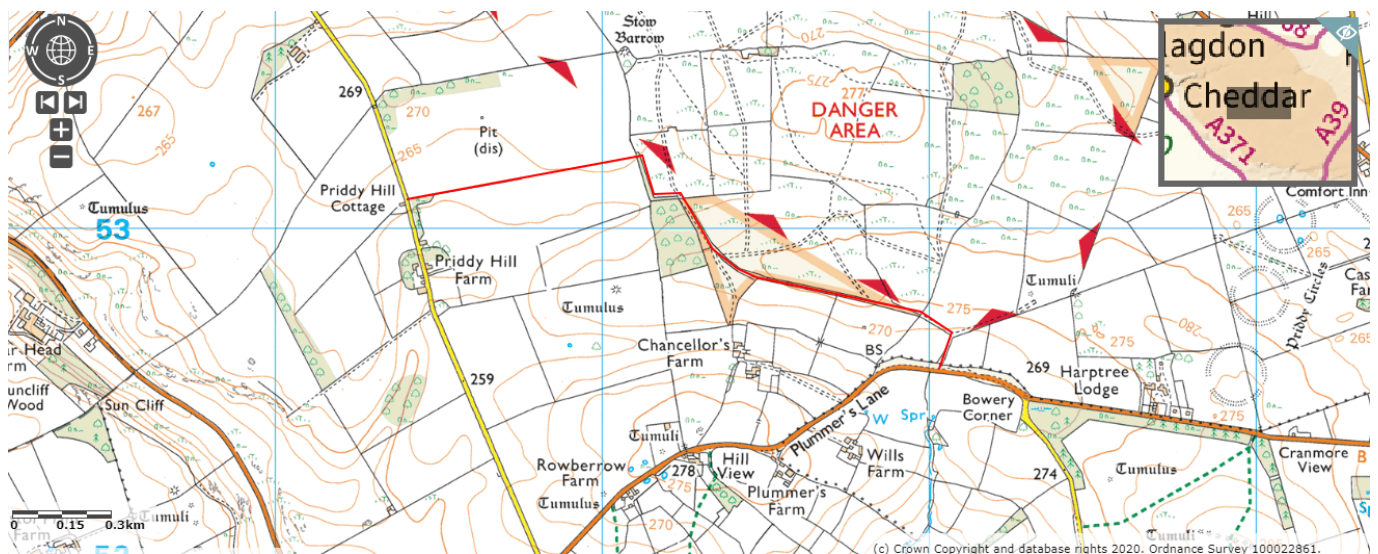 N
W
E
S
Stow
Barrow
270
Hill
agdon
Cheddar
A371
A39
267
265
269
270
Pit
(dis)
265
275
277
DANGER
AREA
Priddy Hill
Cottage
Tumulus
53
Comfort Inn
265
265
Priddy Hill
Farm
Tumulus
Tumuli
275
270
280
275
Priddy Circles
Chancellor's
Farm
BS
269
Harptree
Lodge
259
Head
Wood
Sun Cliff
Plummer's Lane
W
Spr
Bowery
Corner
275
Tumuli
Hill
View
Wills
Farm
Rowberrow
Farm
278
275
274
Tumulus
Cranmore
View
B
Tumulus
Plummer's
Farm
270
0 0.15 0.3km
Tumuli
Farm
Tumuli
53
(c) Crown Copyright and database rights 2020. Ordnance Survey 100022861.